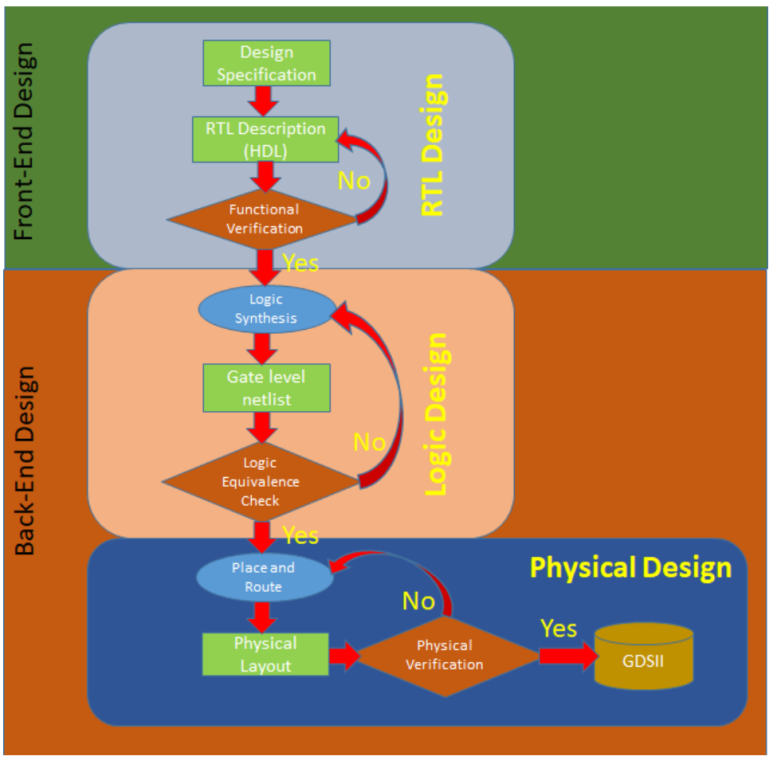 Front-End Design
Design
Specification
RTL Description
(HDL)
No
Functional
Verification
RTL Design
Yes
Back-End Design
Logic
Synthesis
Gate level
netlist
No
Logic
Equivalence
Check
Logic Design
Yes
Place and
Route
Physical Design
No
Physical
Layout
Physical
Verification
Yes
GDSII